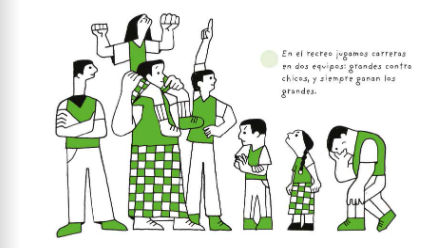 En el recreo jugamos carreras
en dos equipos: grandes contra
chicos, y siempre ganan los
grandes.